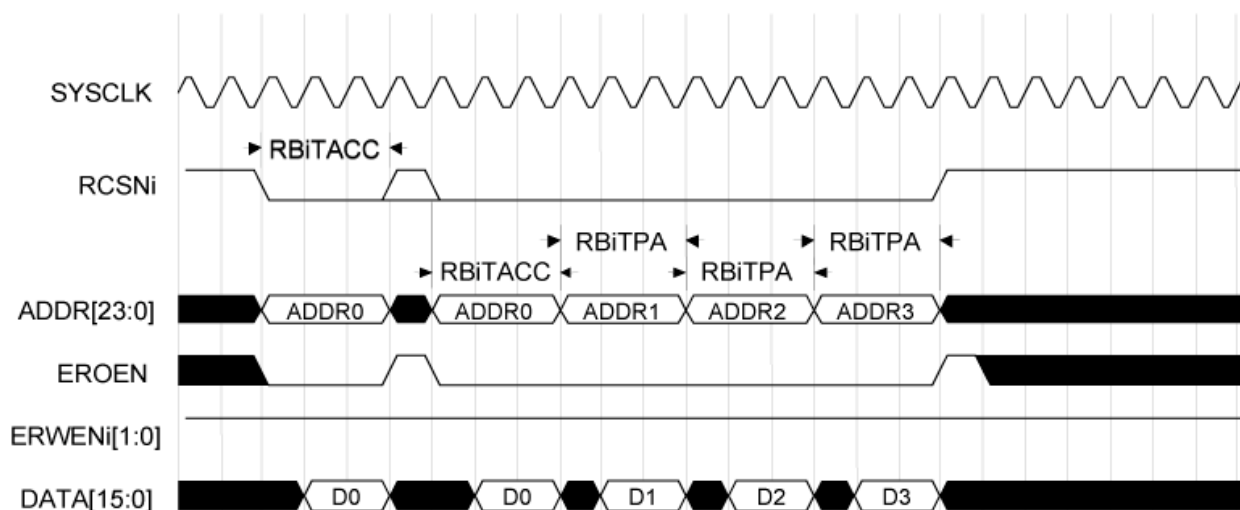 SYSCLK
RBiTACC
RCSNi
RBiTPA RBiTPA
RBiTACC RBiTPA
ADDR[23:0] ADDR0 ADDR0 ADDR1 ADDR2 ADDR3
EROEN
ERWENi[1:0]
DATA[15:0] D0 D0 D1 D2 D3